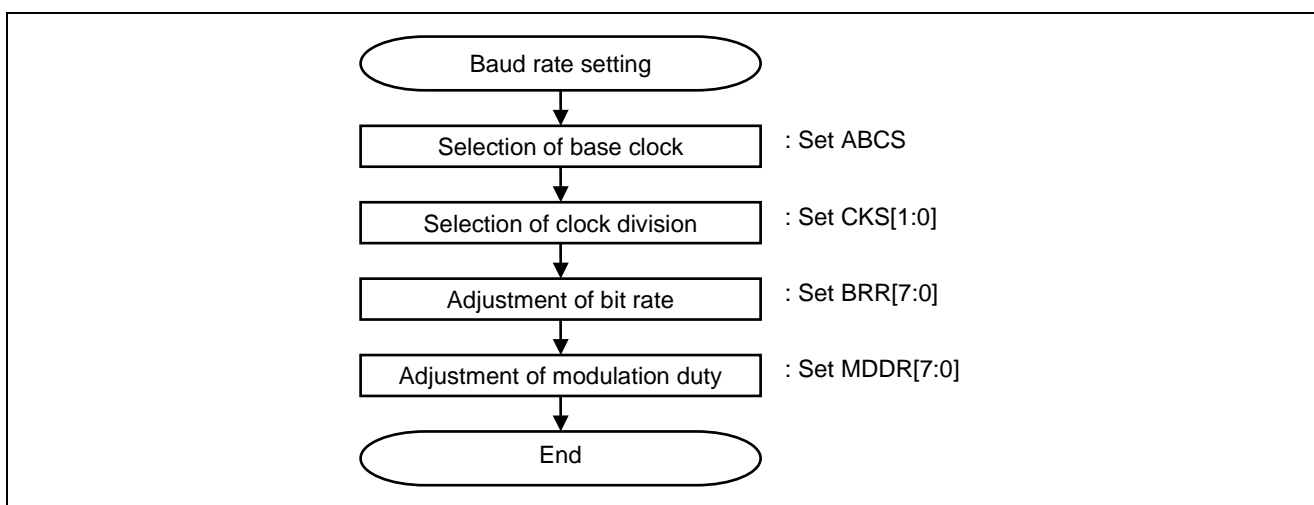 Baud rate setting
Selection of base clock : Set ABCS
Selection of clock division : Set CKS[1:0]
Adjustment of bit rate : Set BRR[7:0]
Adjustment of modulation duty : Set MDDR[7:0]
End